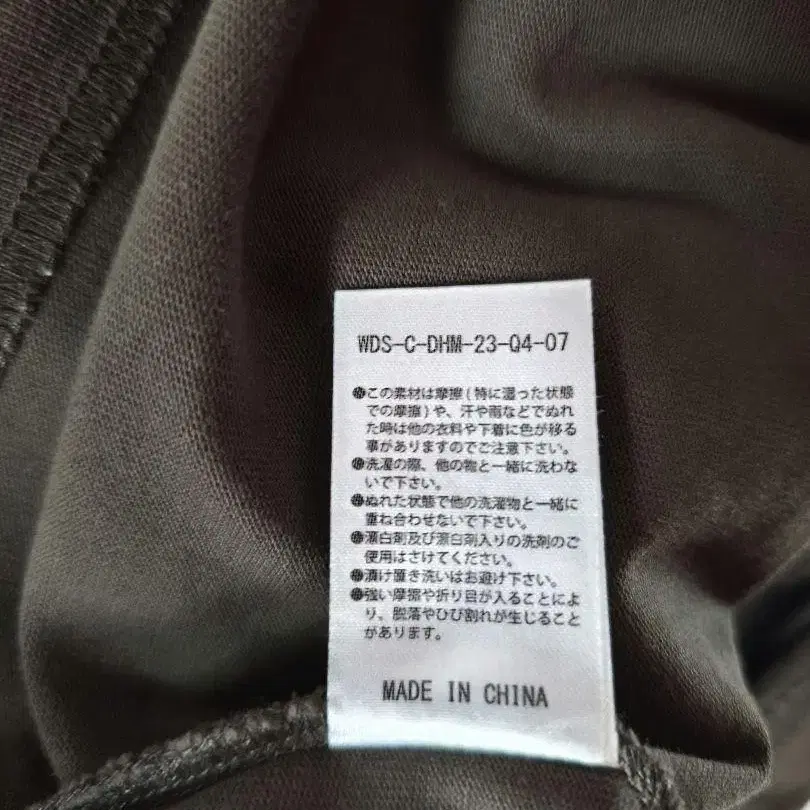 WDS-C-DHM-23-Q4-07
●この素材は摩擦(特に湿った状態
での摩擦)や、汗や雨などでぬれ
た時は他の衣料や下着に色が移る
事がありますのでご注意下さい。
●洗濯の際、他の物と一緒に洗わな
いで下さい。
●ぬれた状態で他の洗濯物と一緒に
重ね合わせないで下さい。
●漂白剤及び漂白剤入りの洗剤のご
使用はさけてください。
●漬け置き洗いはお避け下さい。
●強い摩擦や折り目が入ることによ
り、脱落やひび割れが生じること
があります。
MADE IN CHINA